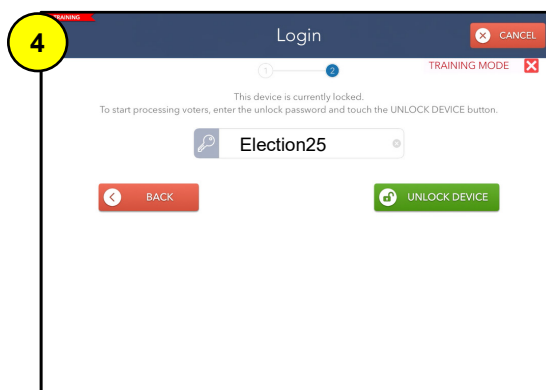 TRAINING
4
Login
CANCEL
1 2
TRAINING MODE
This device is currently locked.
To start processing voters, enter the unlock password and touch the UNLOCK DEVICE button.
Election25
BACK
UNLOCK DEVICE